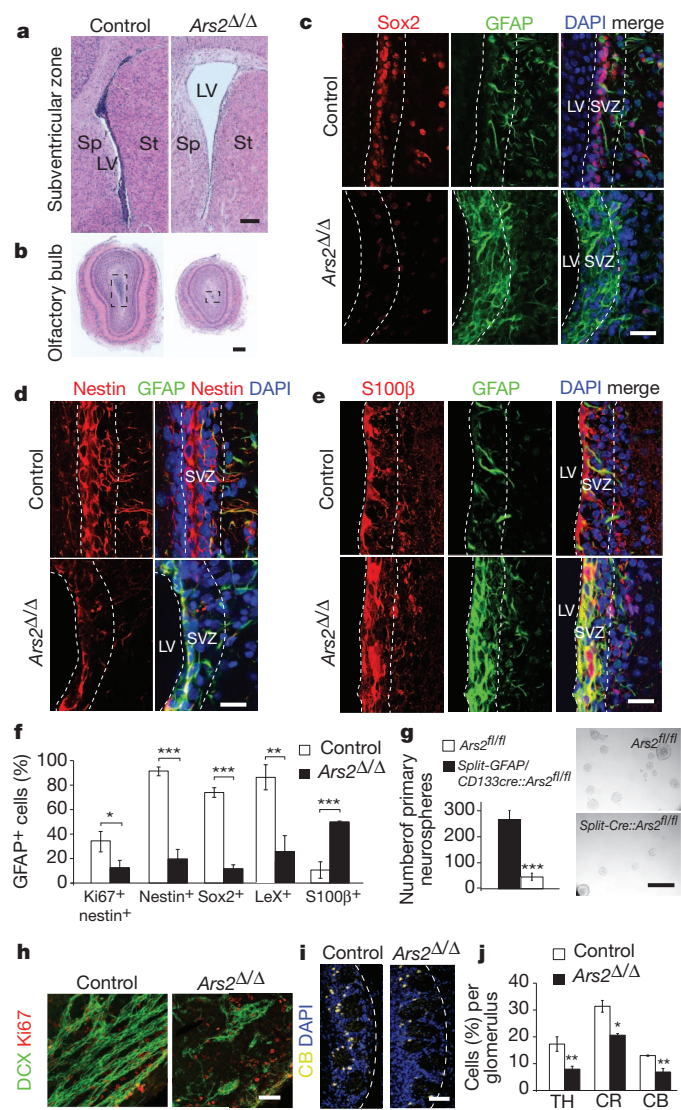 a
Control
Ars2Δ/Δ
Subventricular zone
LV
Sp
LV
St
Sp
St
b
Olfactory bulb
c
Sox2
GFAP
DAPI merge
Control
LV
SVZ
Ars2Δ/Δ
LV
SVZ
d
Nestin
GFAP Nestin DAPI
Control
SVZ
Ars2Δ/Δ
LV
SVZ
e
S100β
GFAP
DAPI merge
Control
LV
SVZ
Ars2Δ/Δ
LV
SVZ
f
GFAP+ cells (%)
100
80
60
40
20
0
Control
Ars2Δ/Δ
*
***
***
**
***
Ki67+
nestin+
Nestin+
Sox2+
LeX+
S100β+
g
Ars2fl/fl
Split-GFAP/
CD133cre::Ars2fl/fl
Numberof primary
neurospheres
300
200
100
0
***
Ars2fl/fl
Split-Cre::Ars2fl/fl
h
Control
Ars2Δ/Δ
DCX Ki67
i
Control
Ars2Δ/Δ
CB DAPI
j
Control
Ars2Δ/Δ
Cells (%) per
glomerulus
40
30
20
10
0
**
*
**
TH
CR
CB